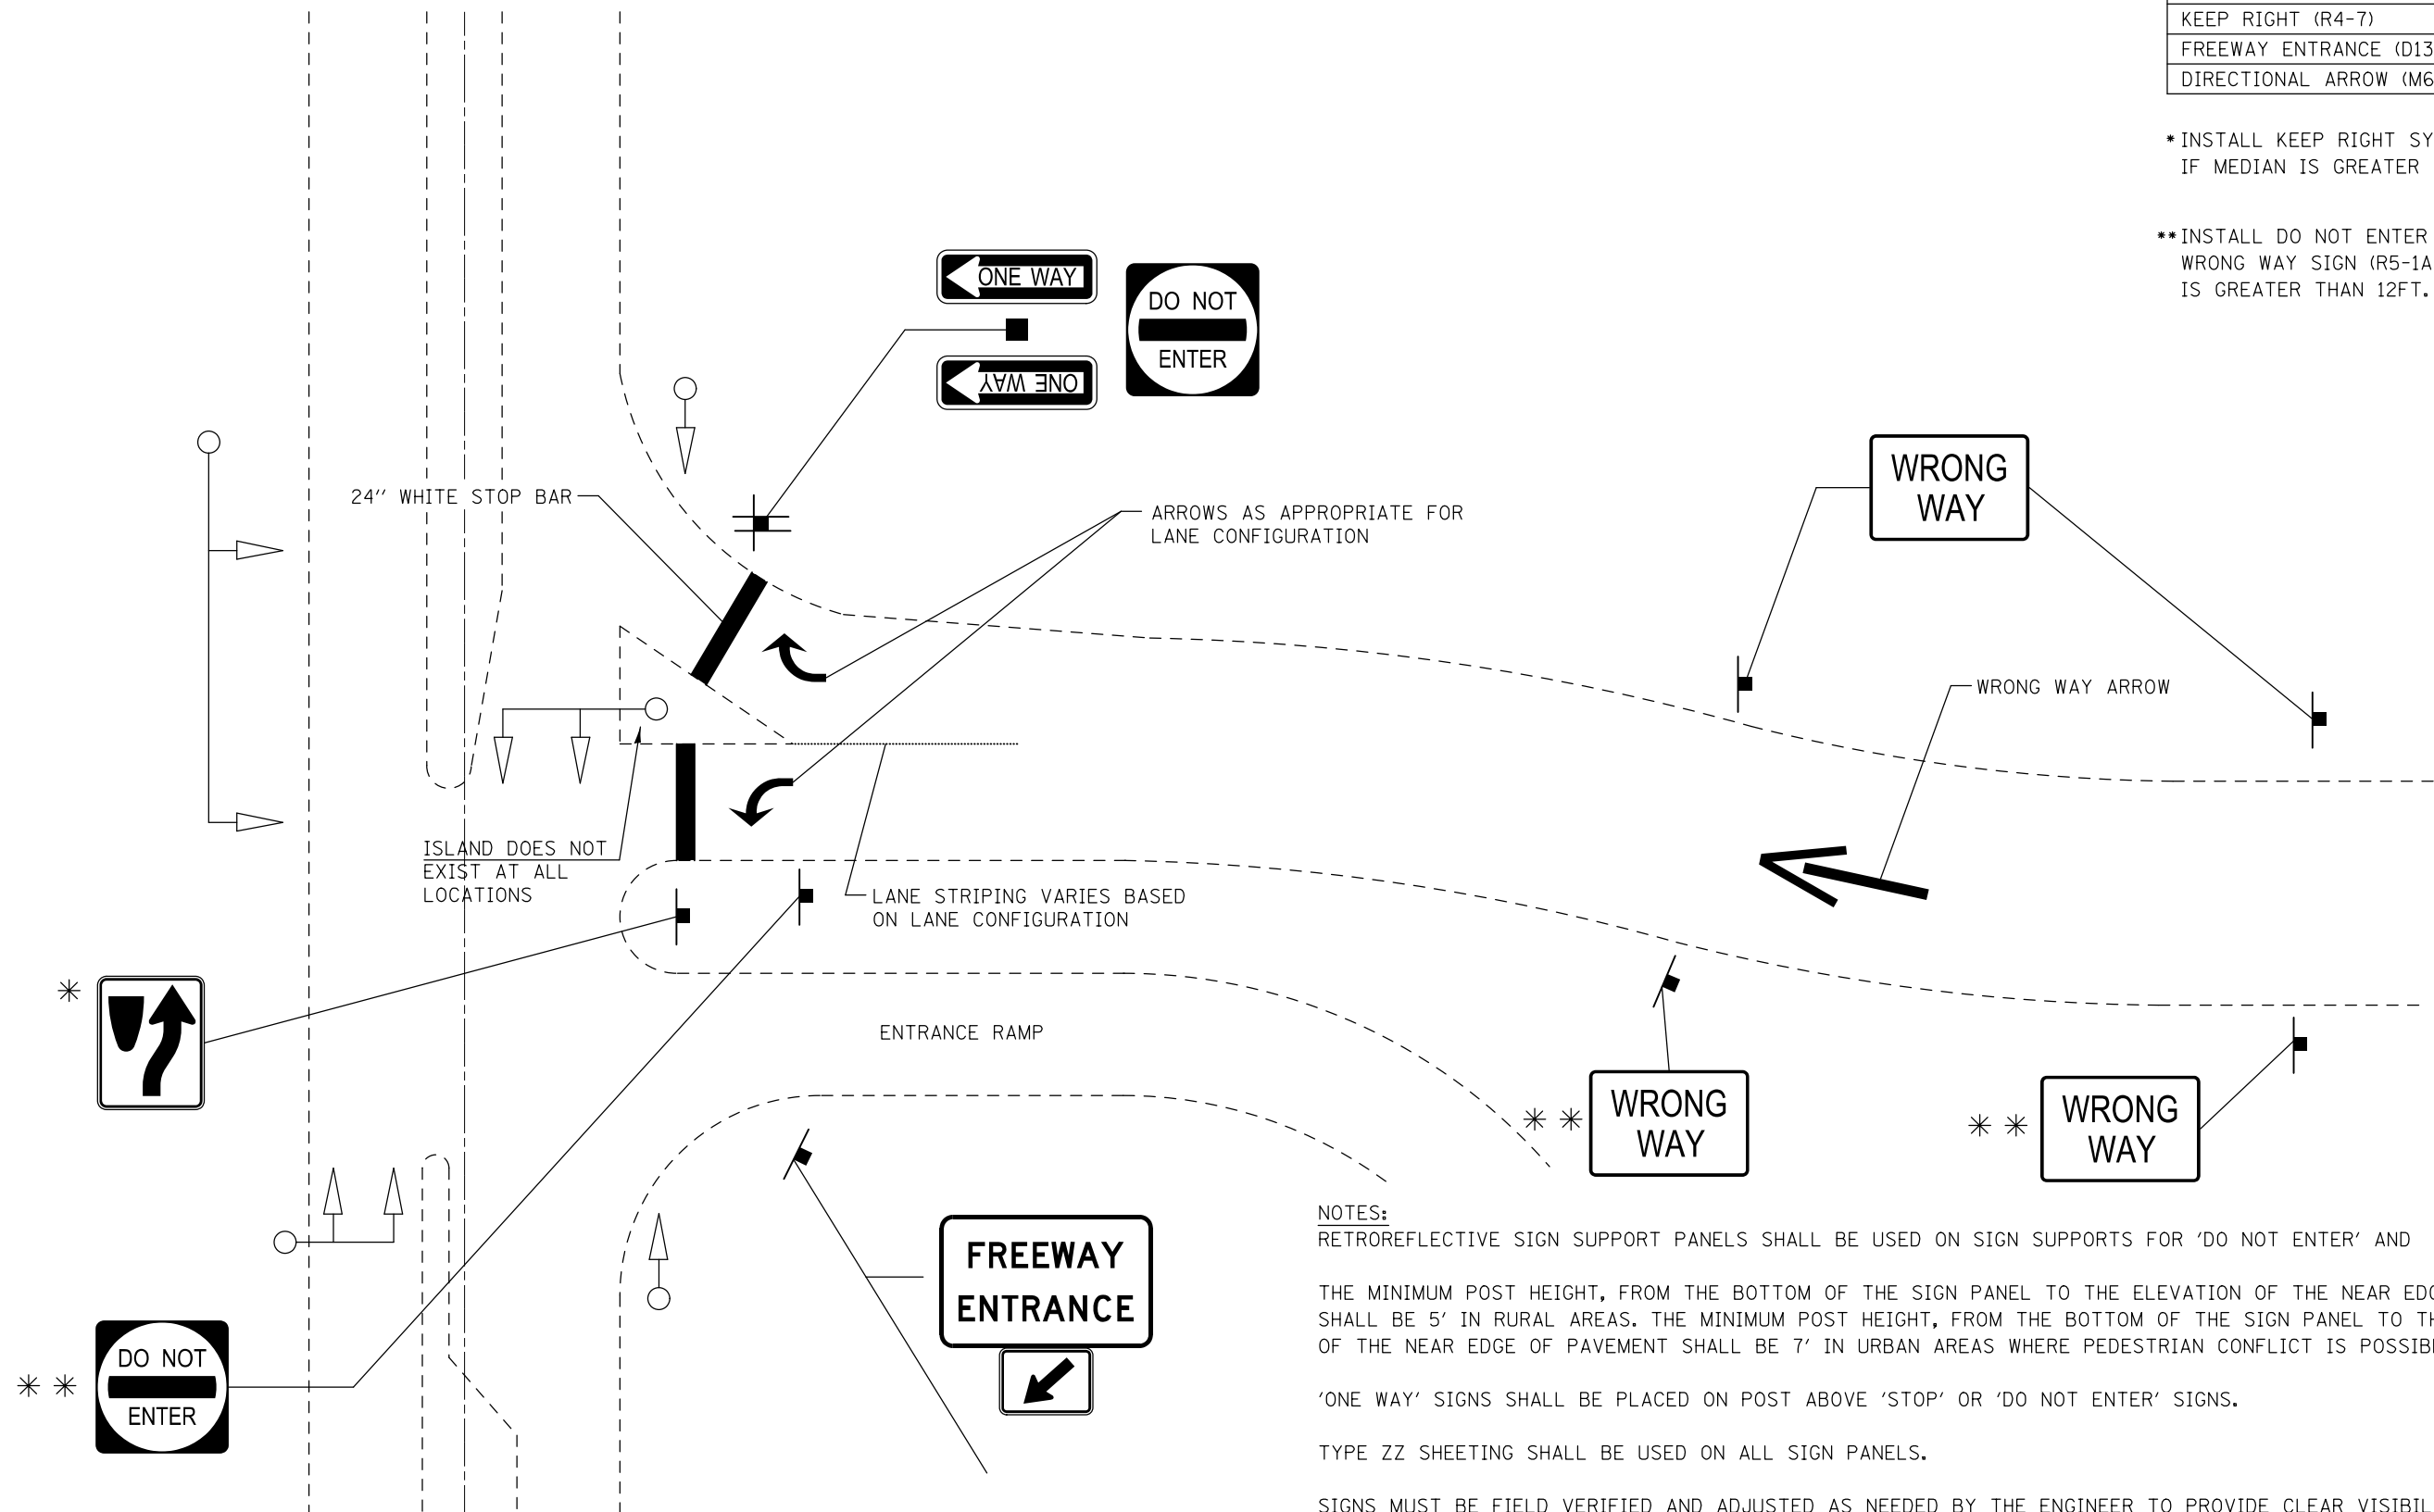 KEEP RIGHT (R4-7)
FREEWAY ENTRANCE (D13
DIRECTIONAL ARROW (M6
* INSTALL KEEP RIGHT SY
IF MEDIAN IS GREATER
** INSTALL DO NOT ENTER
WRONG WAY SIGN (R5-1A
IS GREATER THAN 12FT.
ONE WAY
DO NOT
ENTER
ONE WAY
WRONG
WAY
24'' WHITE STOP BAR
ARROWS AS APPROPRIATE FOR
LANE CONFIGURATION
WRONG WAY ARROW
ISLAND DOES NOT
EXIST AT ALL
LOCATIONS
LANE STRIPING VARIES BASED
ON LANE CONFIGURATION
*
ENTRANCE RAMP
* *
WRONG
WAY
* *
WRONG
WAY
FREEWAY
ENTRANCE
* *
DO NOT
ENTER
NOTES:
RETROREFLECTIVE SIGN SUPPORT PANELS SHALL BE USED ON SIGN SUPPORTS FOR 'DO NOT ENTER' AND
THE MINIMUM POST HEIGHT, FROM THE BOTTOM OF THE SIGN PANEL TO THE ELEVATION OF THE NEAR EDG
SHALL BE 5' IN RURAL AREAS. THE MINIMUM POST HEIGHT, FROM THE BOTTOM OF THE SIGN PANEL TO TH
OF THE NEAR EDGE OF PAVEMENT SHALL BE 7' IN URBAN AREAS WHERE PEDESTRIAN CONFLICT IS POSSIB
'ONE WAY' SIGNS SHALL BE PLACED ON POST ABOVE 'STOP' OR 'DO NOT ENTER' SIGNS.
TYPE ZZ SHEETING SHALL BE USED ON ALL SIGN PANELS.
SIGNS MUST BE FIELD VERIFIED AND ADJUSTED AS NEEDED BY THE ENGINEER TO PROVIDE CLEAR VISIBIL